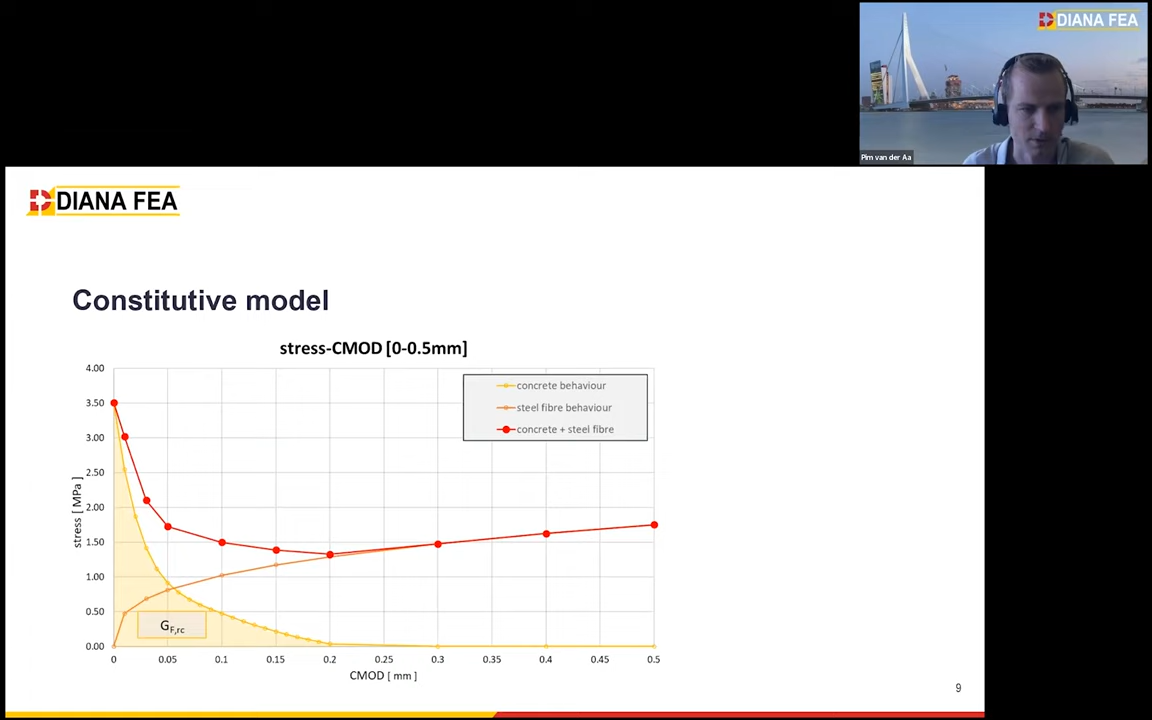 DIANA FEA
Pim van der Aa
DIANA FEA
Constitutive model
stress-CMOD [0-0.5mm]
4.00
3.50
3.00
2.50
2.00
1.50
1.00
0.50
0.00
stress [ MPa ]
concrete behaviour
steel fibre behaviour
concrete + steel fibre
GF,rc
0 0.05 0.1 0.15 0.2 0.25 0.3 0.35 0.4 0.45 0.5
CMOD [ mm ]
9